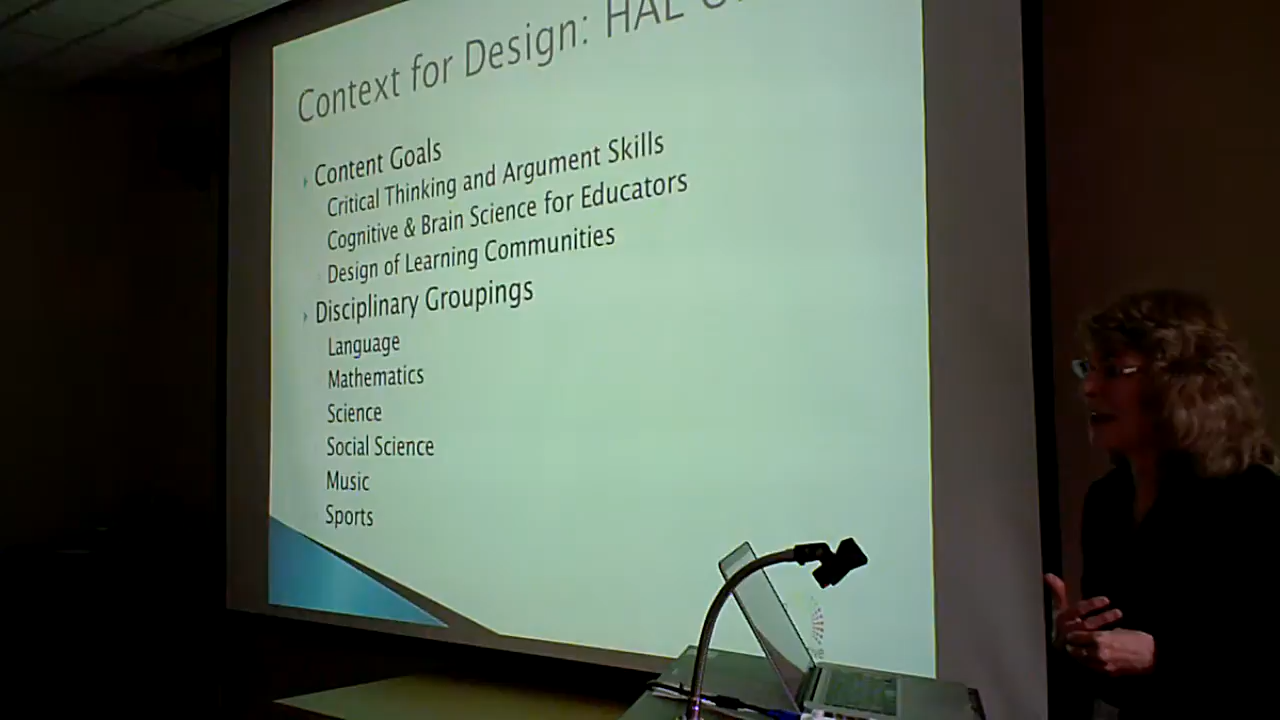 Context for Design: HAL
Content Goals
Critical Thinking and Argument Skills
Cognitive & Brain Science for Educators
Design of Learning Communities
Disciplinary Groupings
Language
Mathematics
Science
Social Science
Music
Sports